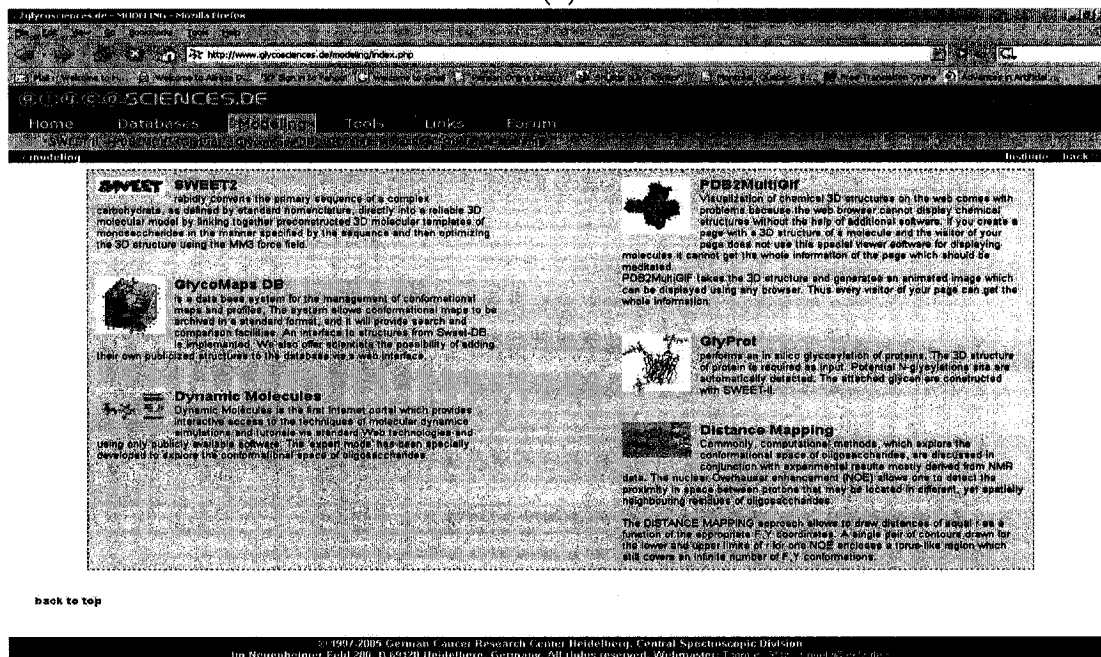 glycosciences.de - MODELING - Mozilla Firefox
File Edit View Go Bookmarks Tools Help
http://www.glycosciences.de/modeling/index.php
SCIENCES.DE
Home Databases Modeling Tools Links Forum
modeling Institute back
SWEET SWEET2
rapidly converts the primary sequence of a complex
carbohydrate, as defined by standard nomenclature, directly into a reliable 3D
molecular model by linking together preconstructed 3D molecular templates of
monosaccharides in the manner specified by the sequence and then optimizing
the 3D structure using the MM3 force field.
GlycoMaps DB
is a data base system for the management of conformational
maps and profiles. The system allows conformational maps to be
archived in a standard format, and it will provide search and
comparison facilities. An interface to structures from Sweet-DB
is implemented. We also offer scientists the possibility of adding
their own publicized structures to the database via a web interface.
Dynamic Molecules
Dynamic Molecules is the first internet portal which provides
interactive access to the techniques of molecular dynamics
simulations and tutorials via standard Web technologies and
using only publicly available software. The 'expert mode' has been specially
developed to explore the conformational space of oligosaccharides.
PDB2MultiGif
Visualization of chemical 3D structures on the web comes with
problems because the web browser cannot display chemical
structures without the help of additional software. If you create a
page with a 3D structure of a molecule and the visitor of your
page does not use this special viewer software for displaying
molecules it cannot get the whole information of the page which should be
mediated.
PDB2MultiGIF takes the 3D structure and generates an animated image which
can be displayed using any browser. Thus every visitor of your page can get the
whole information.
GlyProt
performs an in silico glycosylation of proteins. The 3D structure
of protein is required as input. Potential N-glycsylations site are
automatically detected. The attached glycan are constructed
with SWEET-II.
Distance Mapping
Commonly, computational methods, which explore the
conformational space of oligosaccharides, are discussed in
conjunction with experimental results mostly derived from NMR
data. The nuclear Overhauser enhancement (NOE) allows one to detect the
proximity in space between protons that may be located in different, yet spatially
neighbouring residues of oligosaccharides.
The DISTANCE MAPPING approach allows to draw distances of equal r as a
function of the appropriate F,Y coordinates. A single pair of contours drawn for
the lower and upper limits of r for one NOE encloses a torus-like region which
still covers an infinite number of F,Y conformations.
back to top
© 1997-2005 German Cancer Research Center Heidelberg, Central Spectroscopic Division
Im Neuenheimer Feld 280, D-69120 Heidelberg, Germany. All rights reserved. Webmaster: